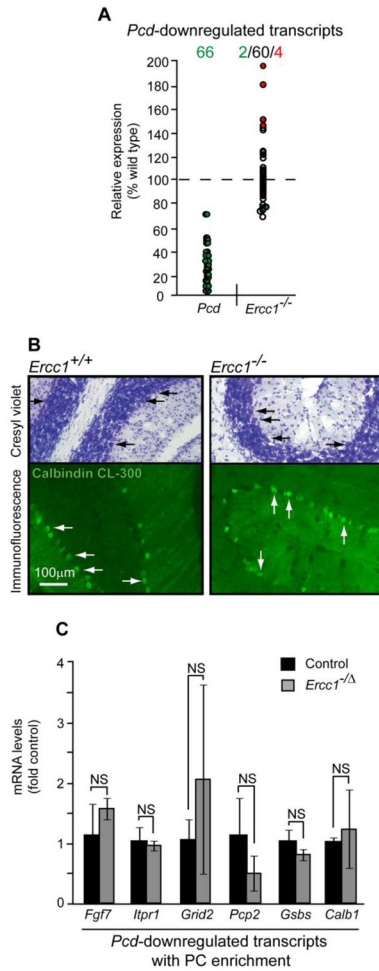 A
Pcd-downregulated transcripts
66 2/60/4
Relative expression
(% wild type)
200
180
160
140
120
100
80
60
40
20
0
Pcd Ercc1-/-
B
Ercc1+/+ Ercc1-/-
Cresyl violet
Immunofluorescence
Calbindin CL-300
100μm
C
mRNA levels
(fold control)
4
3
2
1
0
Control
Ercc1-/Δ
NS NS NS NS NS NS
Fgf7 Itpr1 Grid2 Pcp2 Gsbs Calb1
Pcd-downregulated transcripts
with PC enrichment